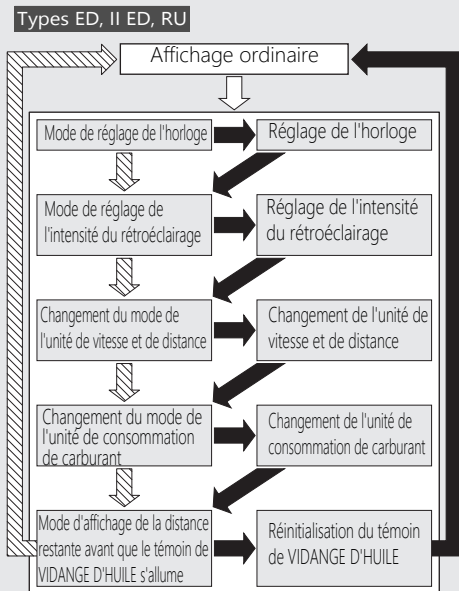 Types ED, II ED, RU
Affichage ordinaire
Mode de réglage de l'horloge
Réglage de l'horloge
Mode de réglage de
l'intensité du rétroéclairage
Réglage de l'intensité
du rétroéclairage
Changement du mode de
l'unité de vitesse et de distance
Changement de l'unité de
vitesse et de distance
Changement du mode de
l'unité de consommation
de carburant
Changement de l'unité de
consommation de carburant
Mode d'affichage de la distance
restante avant que le témoin de
VIDANGE D'HUILE s'allume
Réinitialisation du témoin
de VIDANGE D'HUILE